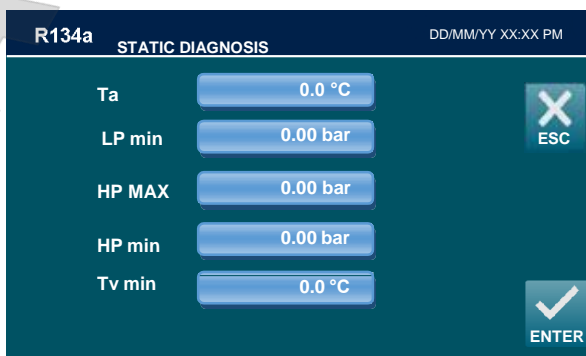 R134a STATIC DIAGNOSIS DD/MM/YY XX:XX PM
Ta 0.0 °C
LP min 0.00 bar
ESC
HP MAX 0.00 bar
HP min 0.00 bar
Tv min 0.0 °C
ENTER